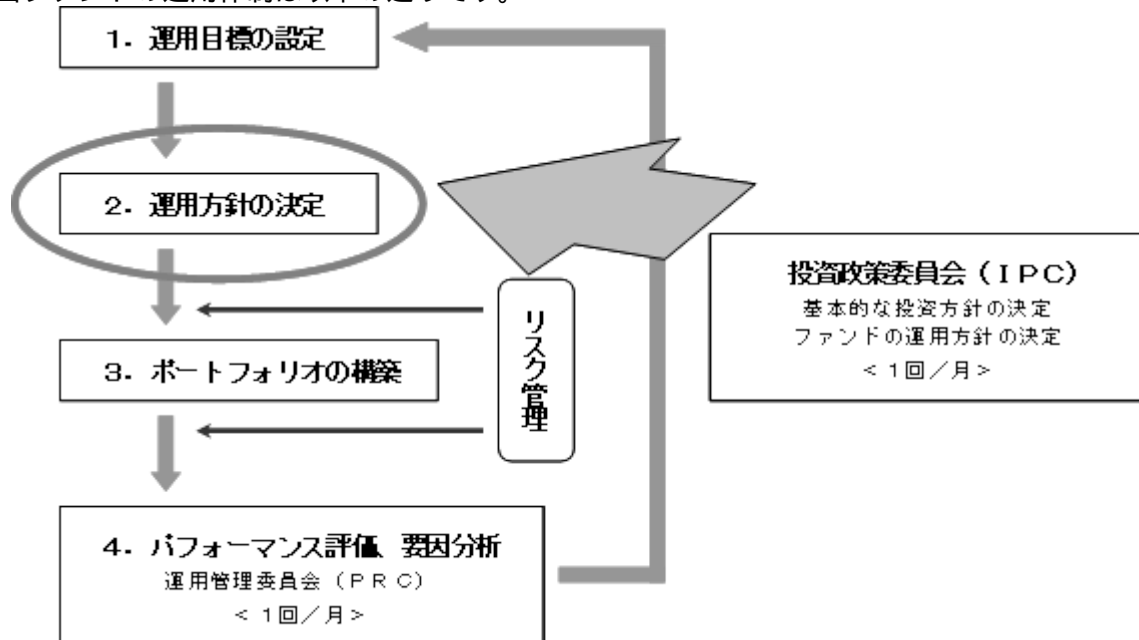 1．運用目標の設定
2．運用方針の決定
投資政策委員会（ＩＰＣ）
基本的な投資方針の決定
ファンドの運用方針の決定
＜１回／月＞
リスク管理
3．ポートフォリオの構築
4．パフォーマンス評価、要因分析
運用管理委員会（ＰＲＣ）
＜１回／月＞